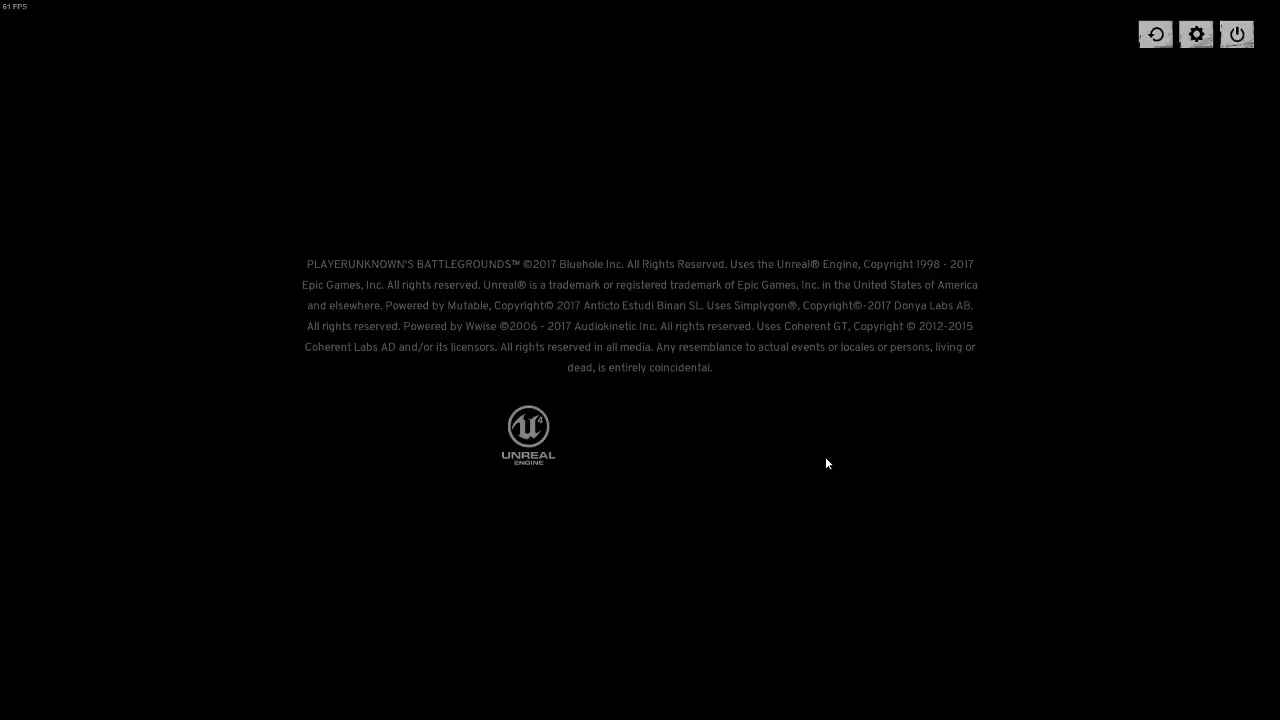 61 FPS
PLAYERUNKNOWN'S BATTLEGROUNDS™ ©2017 Bluehole Inc. All Rights Reserved. Uses the Unreal® Engine, Copyright 1998 - 2017
Epic Games, Inc. All rights reserved. Unreal® is a trademark or registered trademark of Epic Games, Inc. in the United States of America
and elsewhere. Powered by Mutable, Copyright© 2017 Anticto Estudi Binari SL. Uses Simplygon®, Copyright©-2017 Donya Labs AB.
All rights reserved. Powered by Wwise ©2006 - 2017 Audiokinetic Inc. All rights reserved. Uses Coherent GT, Copyright © 2012-2015
Coherent Labs AD and/or its licensors. All rights reserved in all media. Any resemblance to actual events or locales or persons, living or
dead, is entirely coincidental.
U4
UNREAL
ENGINE